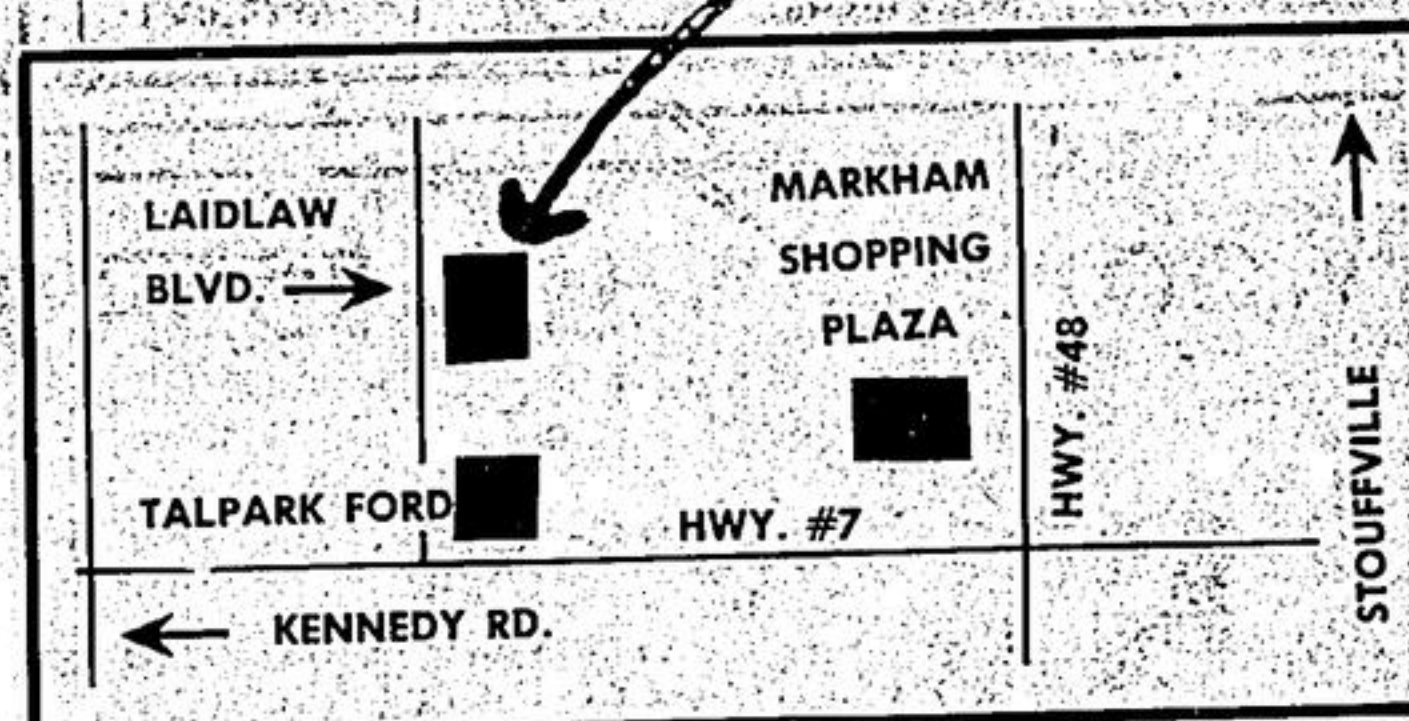 LAIDLAW
BLVD.
MARKHAM
SHOPPING
PLAZA
HWY. #48
STOUFFVILLE
TALPARK FORD
HWY. #7
KENNEDY RD.